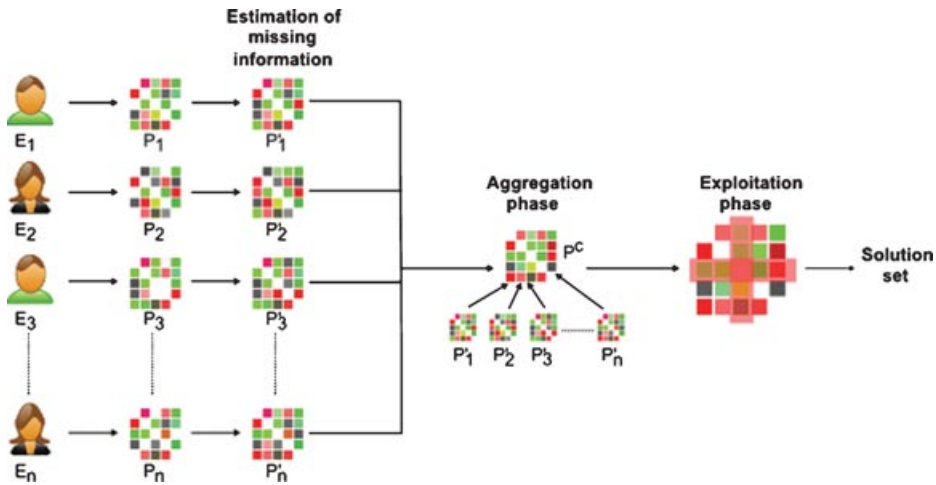 Estimation of
missing
information
E1
P1
P'1
E2
P2
P'2
E3
P3
P'3
En
Pn
P'n
Aggregation
phase
PC
P'1
P'2
P'3
P'n
Exploitation
phase
Solution
set